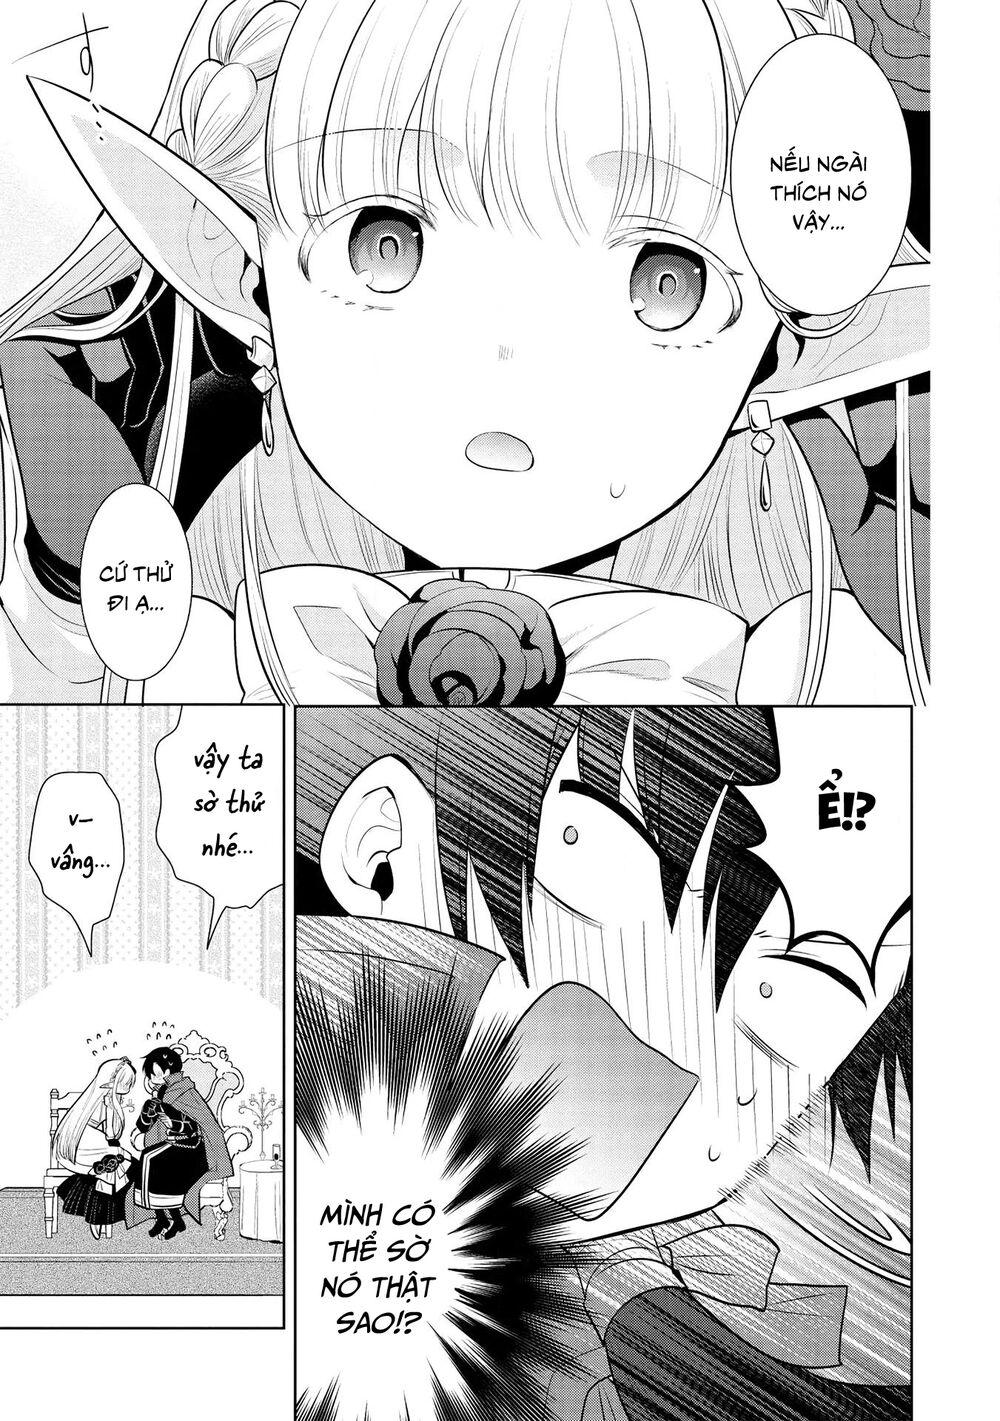 NẾU NGÀI
THÍCH NÓ
VẬY...
CỨ THỬ
ĐI Ạ...
Ể!?
MÌNH CÓ
THỂ SỜ
NÓ THẬT
SAO!?
vậy ta
sờ thử
nhé...
v–
vâng...